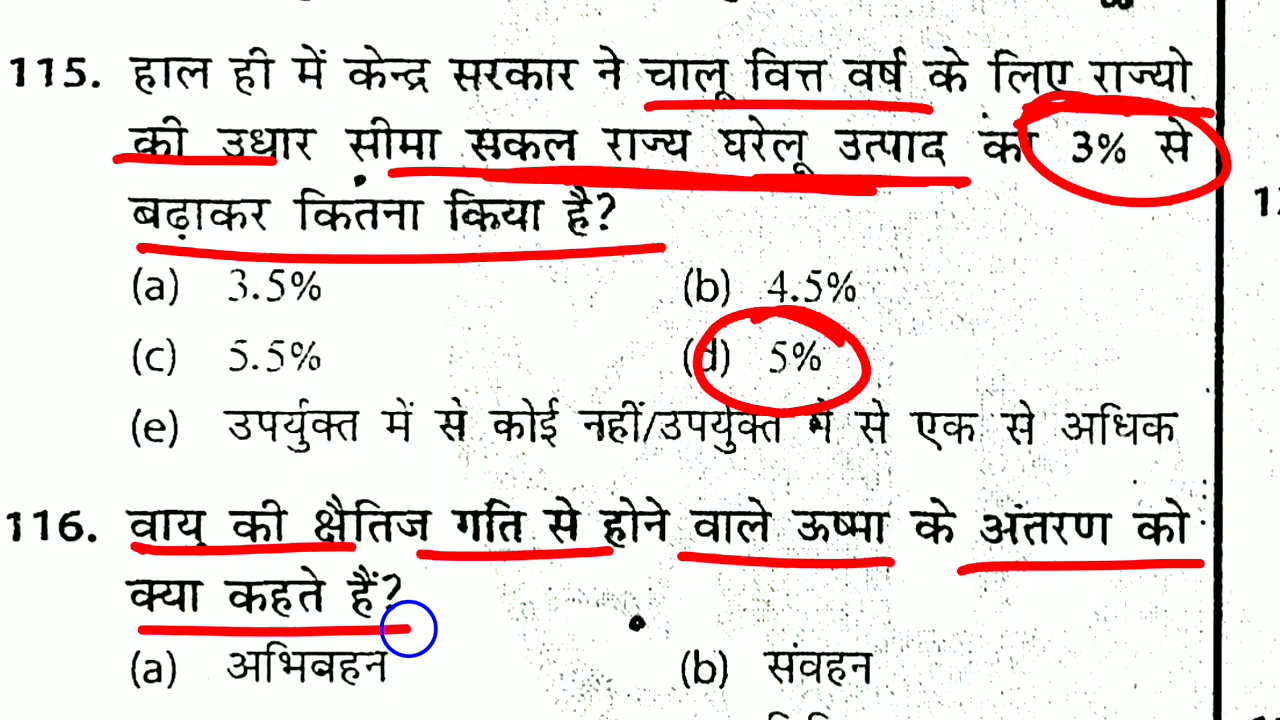 115. हाल ही में केन्द्र सरकार ने चालू वित्त वर्ष के लिए राज्यो
की उधार सीमा सकल राज्य घरेलू उत्पाद का 3% से
बढ़ाकर कितना किया है?
(a) 3.5% (b) 4.5%
(c) 5.5% (d) 5%
(e) उपर्युक्त में से कोई नहीं/उपर्युक्त में से एक से अधिक
116. वायु की क्षैतिज गति से होने वाले ऊष्मा के अंतरण को
क्या कहते हैं?
(a) अभिबहन (b) संवहन